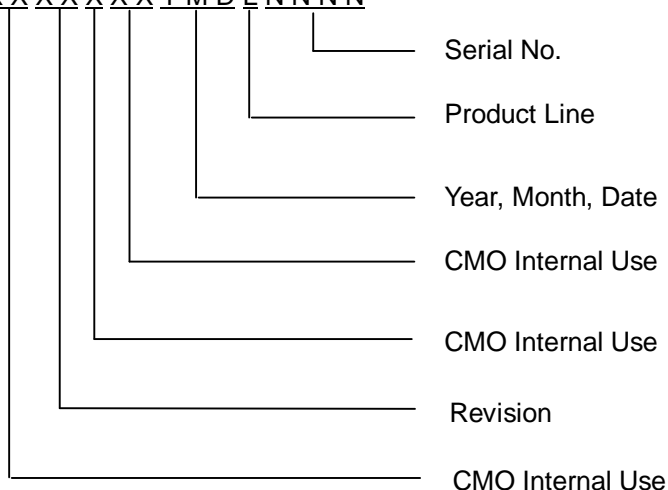 X X X X X X X Y M D L N N N N
Serial No.
Product Line
Year, Month, Date
CMO Internal Use
CMO Internal Use
Revision
CMO Internal Use